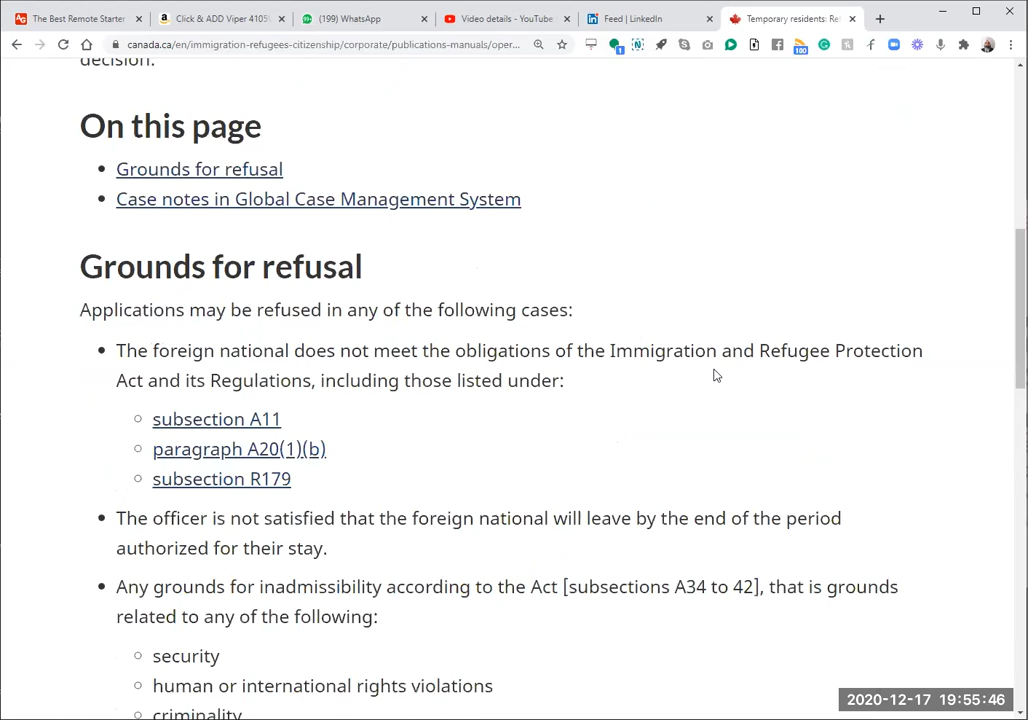 The Best Remote Starter
Click & ADD Viper 4105V
(199) WhatsApp
Video details - YouTube
Feed | LinkedIn
Temporary residents: Re
canada.ca/en/immigration-refugees-citizenship/corporate/publications-manuals/oper...
decision.
On this page
Grounds for refusal
Case notes in Global Case Management System
Grounds for refusal
Applications may be refused in any of the following cases:
The foreign national does not meet the obligations of the Immigration and Refugee Protection
Act and its Regulations, including those listed under:
subsection A11
paragraph A20(1)(b)
subsection R179
The officer is not satisfied that the foreign national will leave by the end of the period
authorized for their stay.
Any grounds for inadmissibility according to the Act [subsections A34 to 42], that is grounds
related to any of the following:
security
human or international rights violations
criminality
2020-12-17 19:55:46